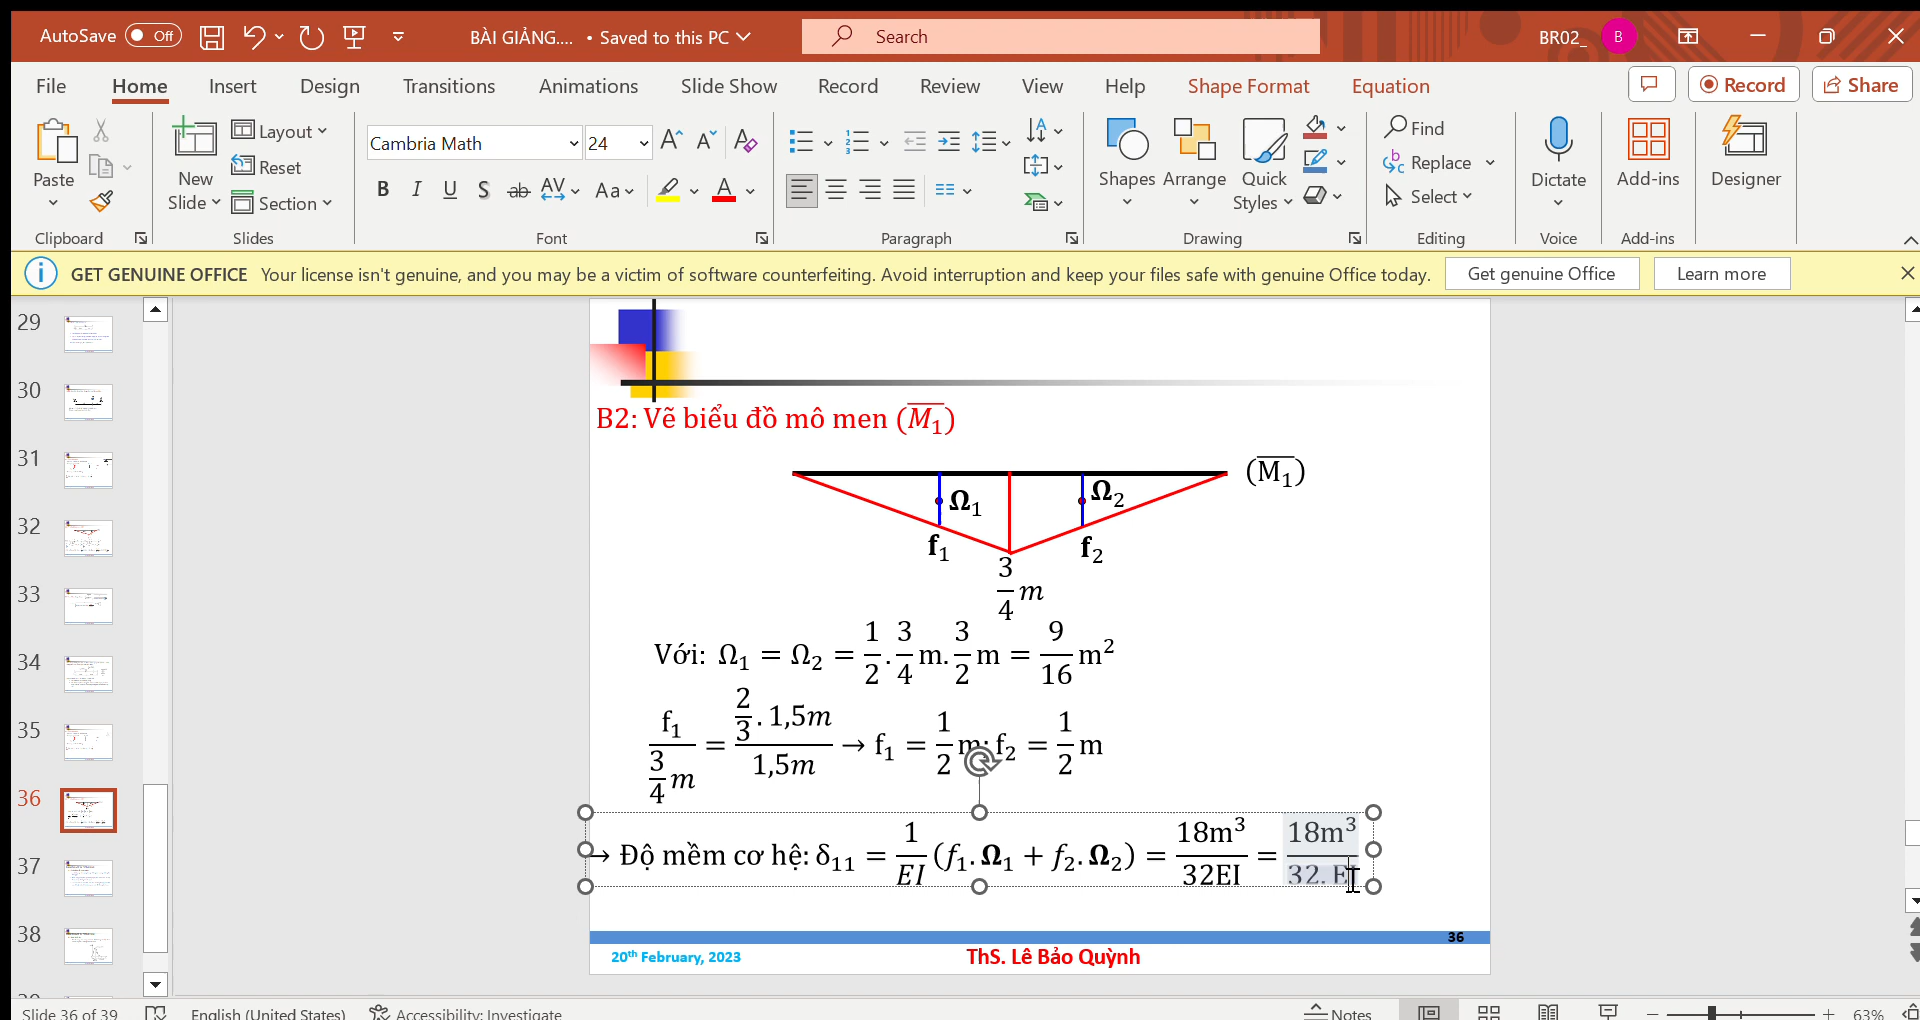 AutoSave Off BÀI GIẢNG.... • Saved to this PC Search BR02_ B
File Home Insert Design Transitions Animations Slide Show Record Review View Help Shape Format Equation Record Share
Paste
Clipboard
New Slide
Layout
Reset
Section
Slides
Cambria Math 24
B I U S ab AV Aa A
Font
Paragraph
Shapes Arrange Quick Styles
Drawing
Find
Replace
Select
Editing
Dictate
Voice
Add-ins
Add-ins
Designer
GET GENUINE OFFICE Your license isn't genuine, and you may be a victim of software counterfeiting. Avoid interruption and keep your files safe with genuine Office today. Get genuine Office Learn more
29
30
31
32
33
34
35
36
37
38
39
B2: Vẽ biểu đồ mô men (M̅₁)
(M̅₁)
Ω₁ Ω₂
f₁ f₂
3/4 m
Với: Ω₁ = Ω₂ = 1/2 . 3/4 m. 3/2 m = 9/16 m²
f₁ / (3/4 m) = (2/3 . 1,5m) / 1,5m → f₁ = 1/2 m; f₂ = 1/2 m
→ Độ mềm cơ hệ: δ₁₁ = 1/EI (f₁. Ω₁ + f₂. Ω₂) = 18m³/32EI = 18m³/32. EI
36
20th February, 2023 ThS. Lê Bảo Quỳnh
Slide 36 of 39 English (United States) Accessibility: Investigate Notes 63%